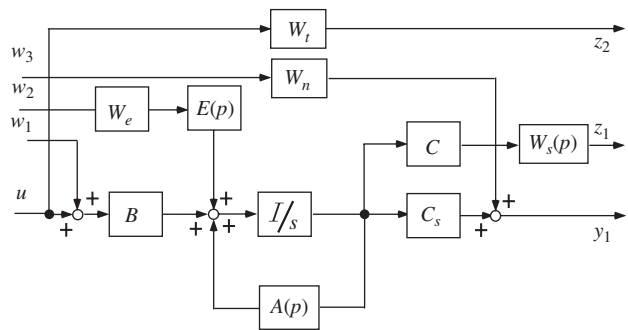 W_t
z_2
w_3
W_n
w_2
W_e
E(p)
w_1
C
W_s(p)
z_1
u
+
+
B
+
+
+
I/s
C_s
+
+
y_1
A(p)